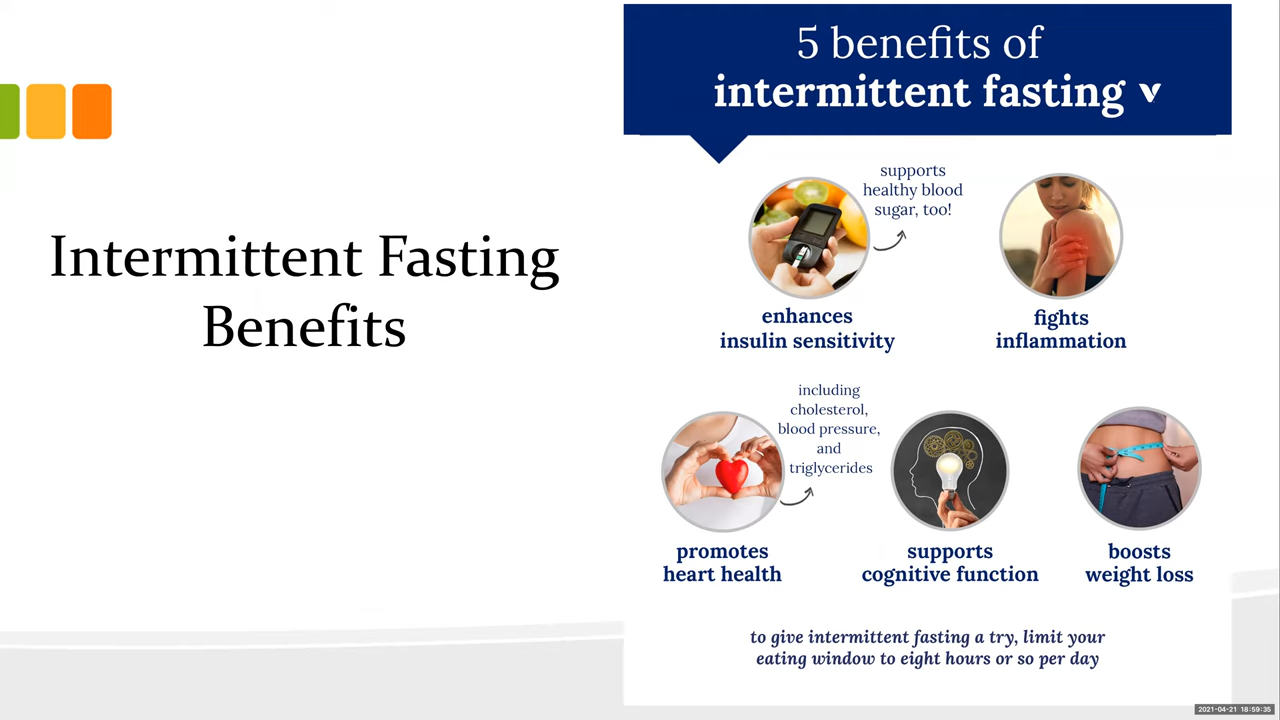 Intermittent Fasting
Benefits
5 benefits of
intermittent fasting
supports
healthy blood
sugar, too!
enhances
insulin sensitivity
fights
inflammation
including
cholesterol,
blood pressure,
and
triglycerides
promotes
heart health
supports
cognitive function
boosts
weight loss
to give intermittent fasting a try, limit your
eating window to eight hours or so per day
2021-04-21 18:59:35